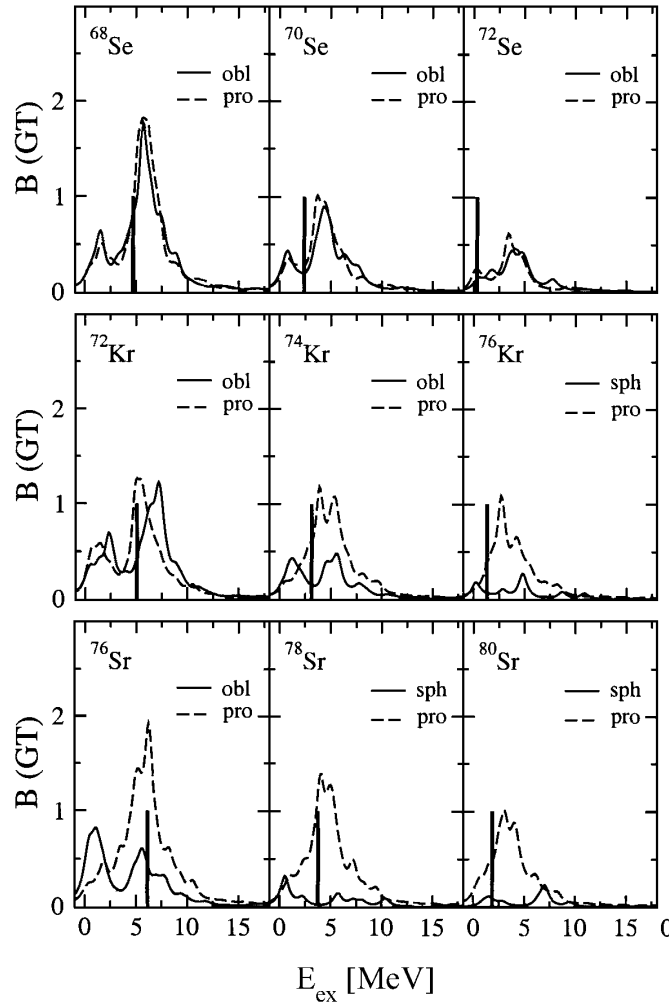 ⁶⁸Se ⁷⁰Se ⁷²Se
obl obl obl
pro pro pro
B (GT)
2
1
0
⁷²Kr ⁷⁴Kr ⁷⁶Kr
obl obl sph
pro pro pro
B (GT)
2
1
0
⁷⁶Sr ⁷⁸Sr ⁸⁰Sr
obl sph sph
pro pro pro
B (GT)
2
1
0
0 5 10 15 0 5 10 15 0 5 10 15 0
E_ex [MeV]